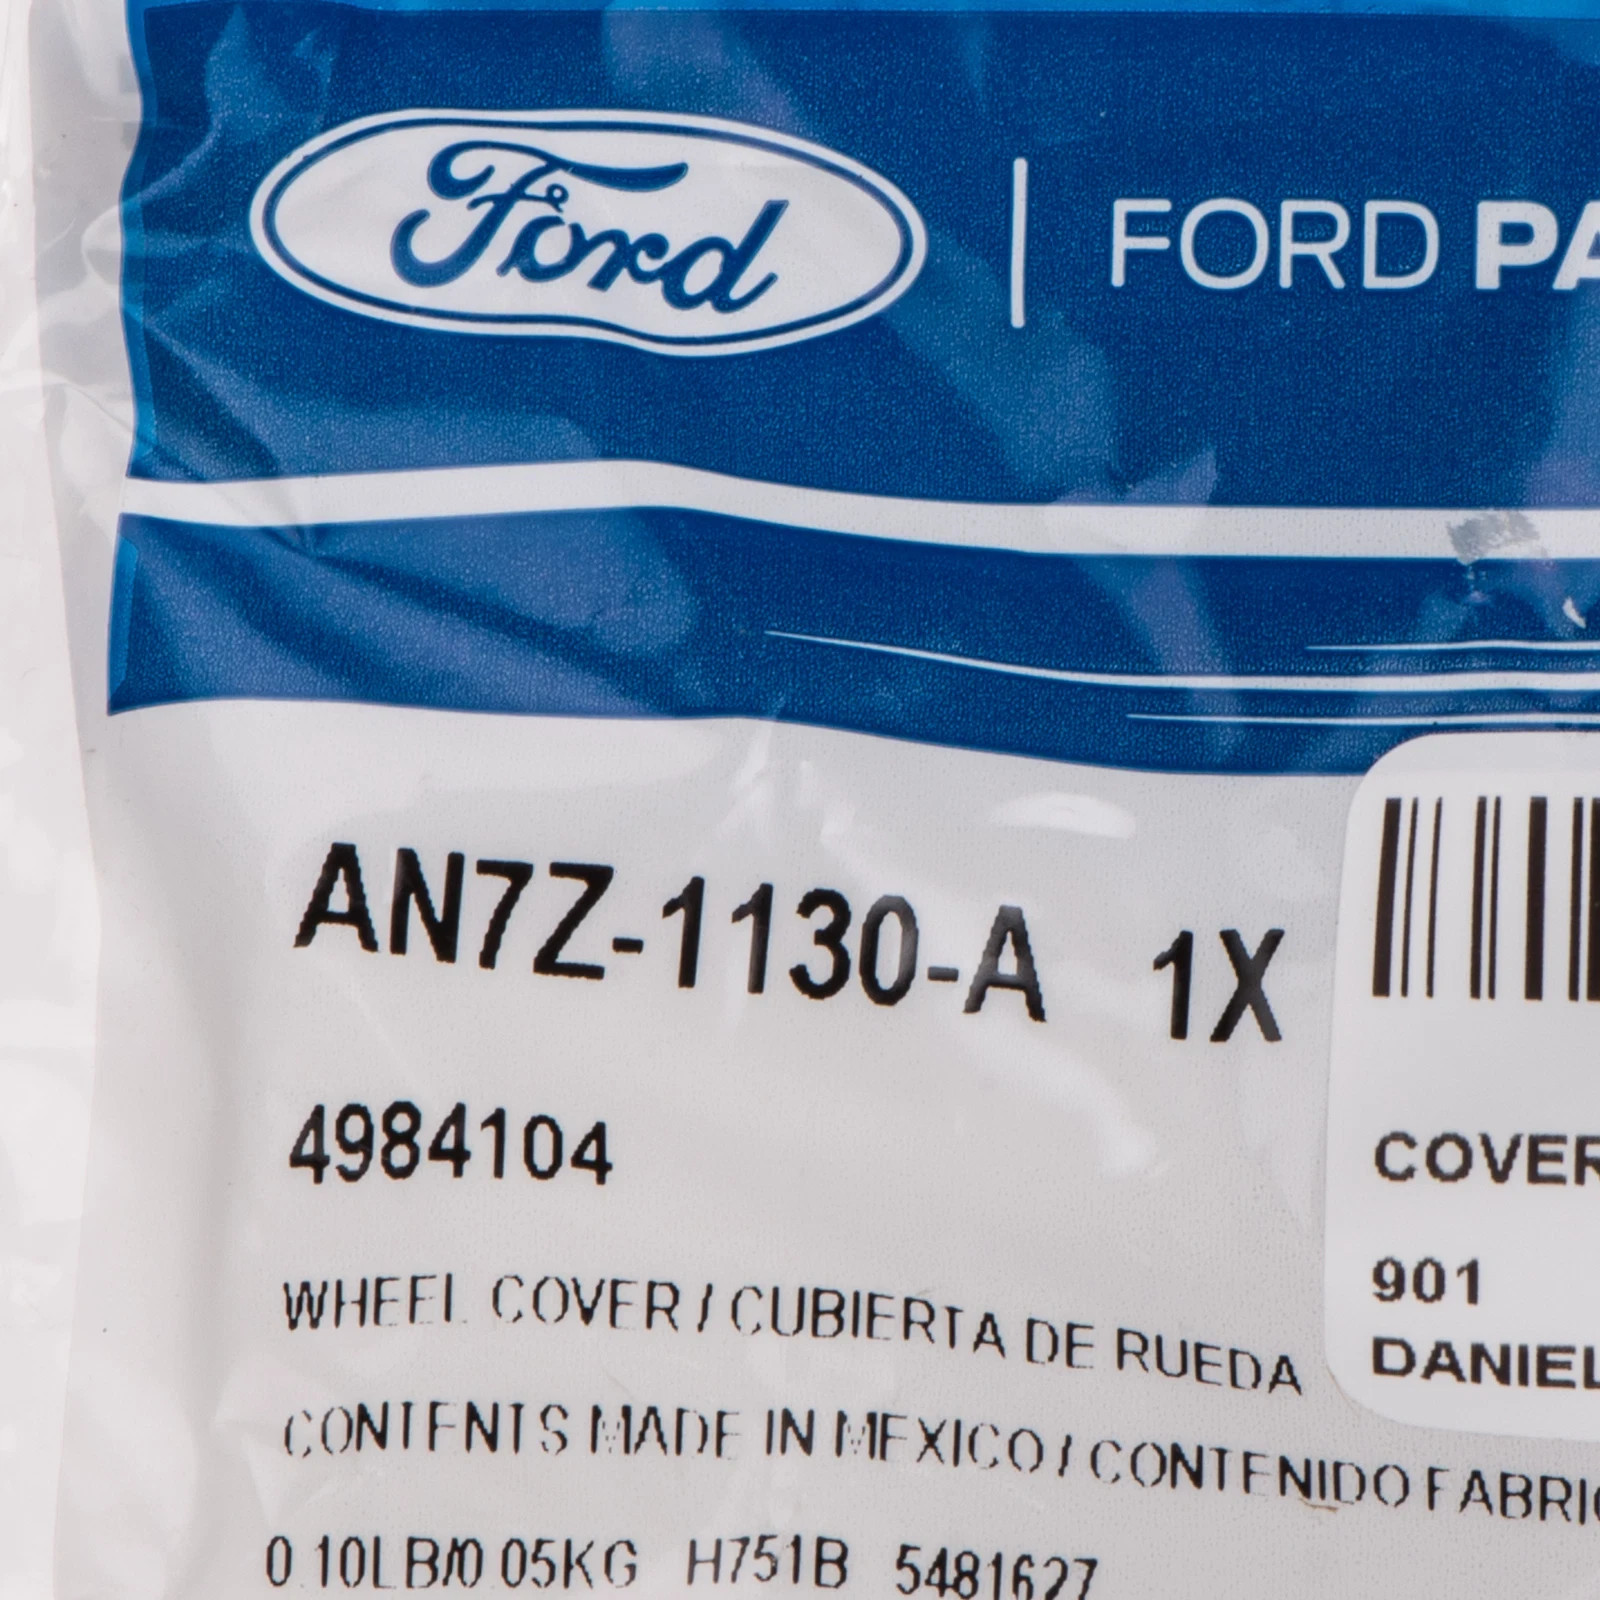 Ford | FORD PA
AN7Z-1130-A 1X
4984104
WHEEL COVER / CUBIERTA DE RUEDA
CONTENTS MADE IN MEXICO / CONTENIDO FABRIC
0 10LB/0 05KG H751B 5481627
COVER
901
DANIEL